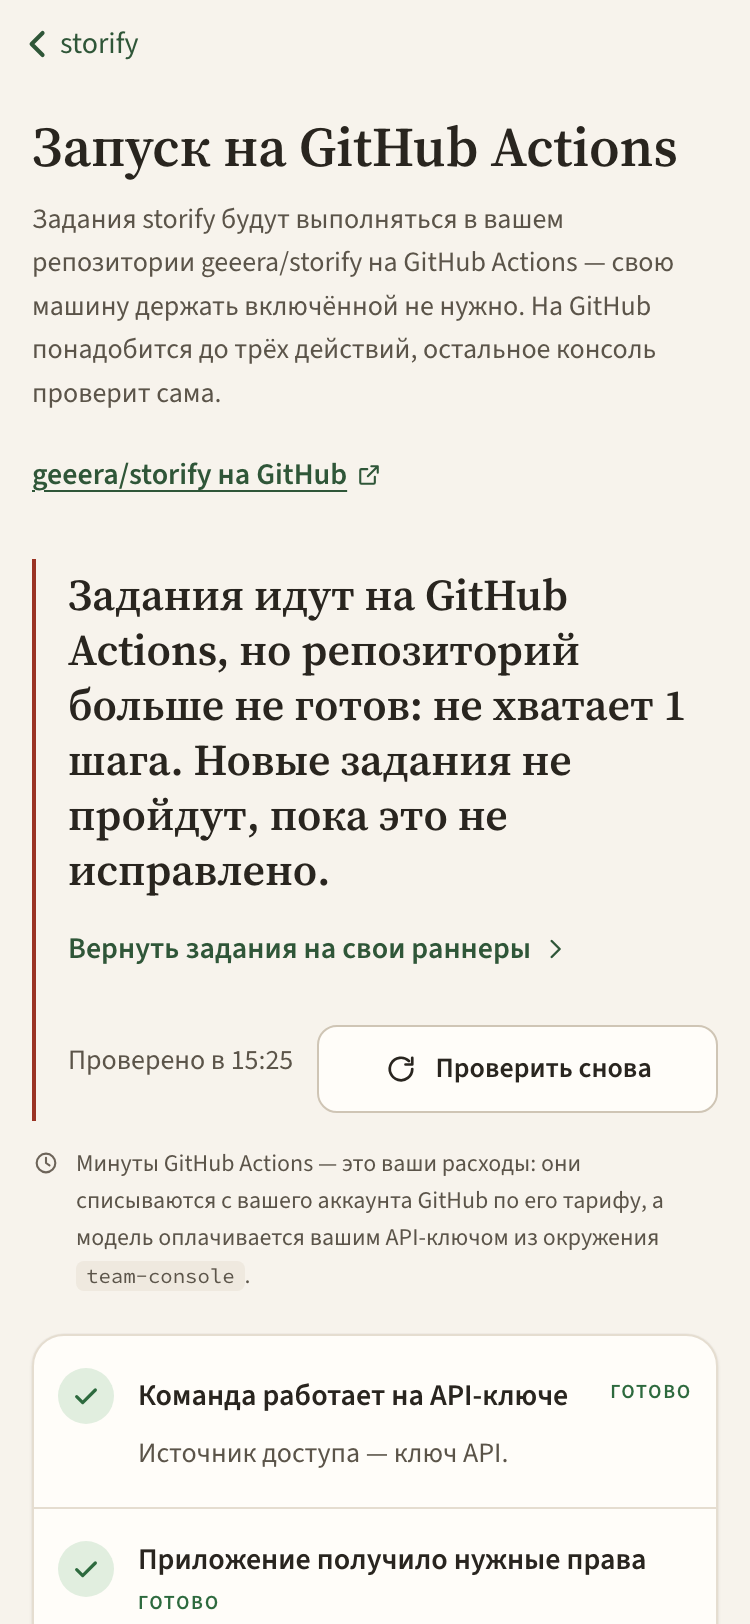 storify
Запуск на GitHub Actions
Задания storify будут выполняться в вашем
репозитории geeera/storify на GitHub Actions — свою
машину держать включённой не нужно. На GitHub
понадобится до трёх действий, остальное консоль
проверит сама.
geeera/storify на GitHub
Задания идут на GitHub
Actions, но репозиторий
больше не готов: не хватает 1
шага. Новые задания не
пройдут, пока это не
исправлено.
Вернуть задания на свои раннеры
Проверено в 15:25
Проверить снова
Минуты GitHub Actions — это ваши расходы: они
списываются с вашего аккаунта GitHub по его тарифу, а
модель оплачивается вашим API-ключом из окружения
team-console.
Команда работает на API-ключе
ГОТОВО
Источник доступа — ключ API.
Приложение получило нужные права
ГОТОВО